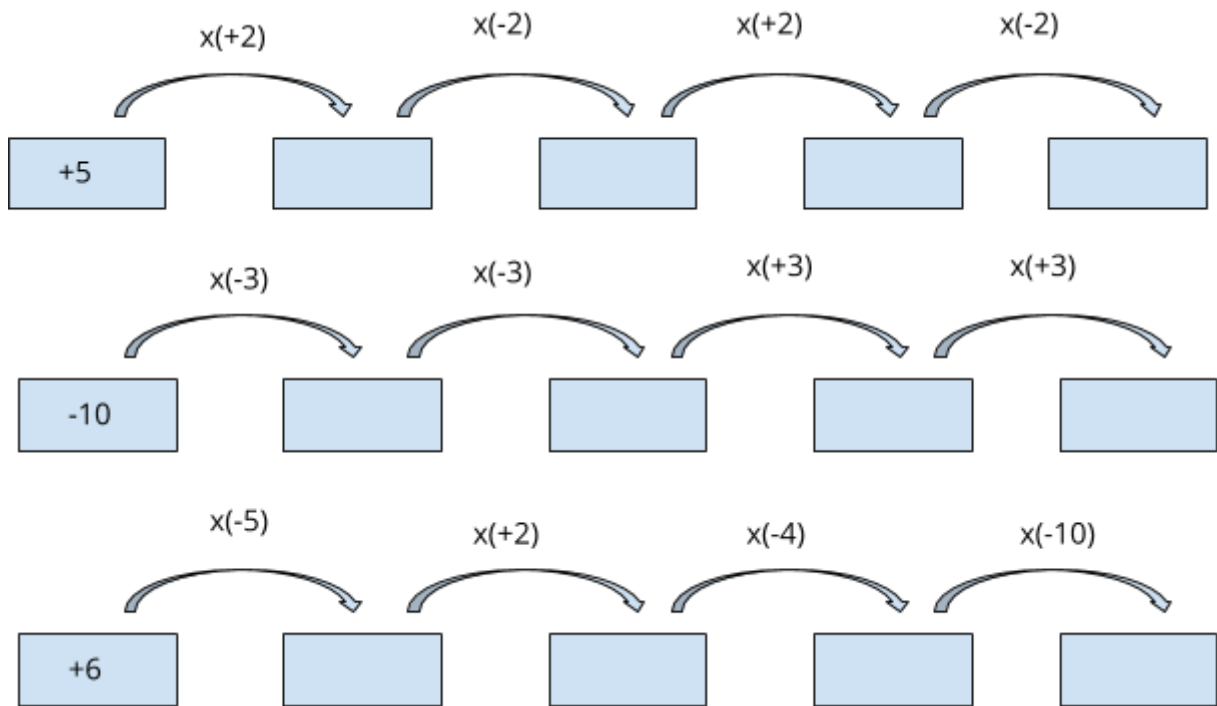 x(+2) x(-2) x(+2) x(-2)
+5
x(-3) x(-3) x(+3) x(+3)
-10
x(-5) x(+2) x(-4) x(-10)
+6